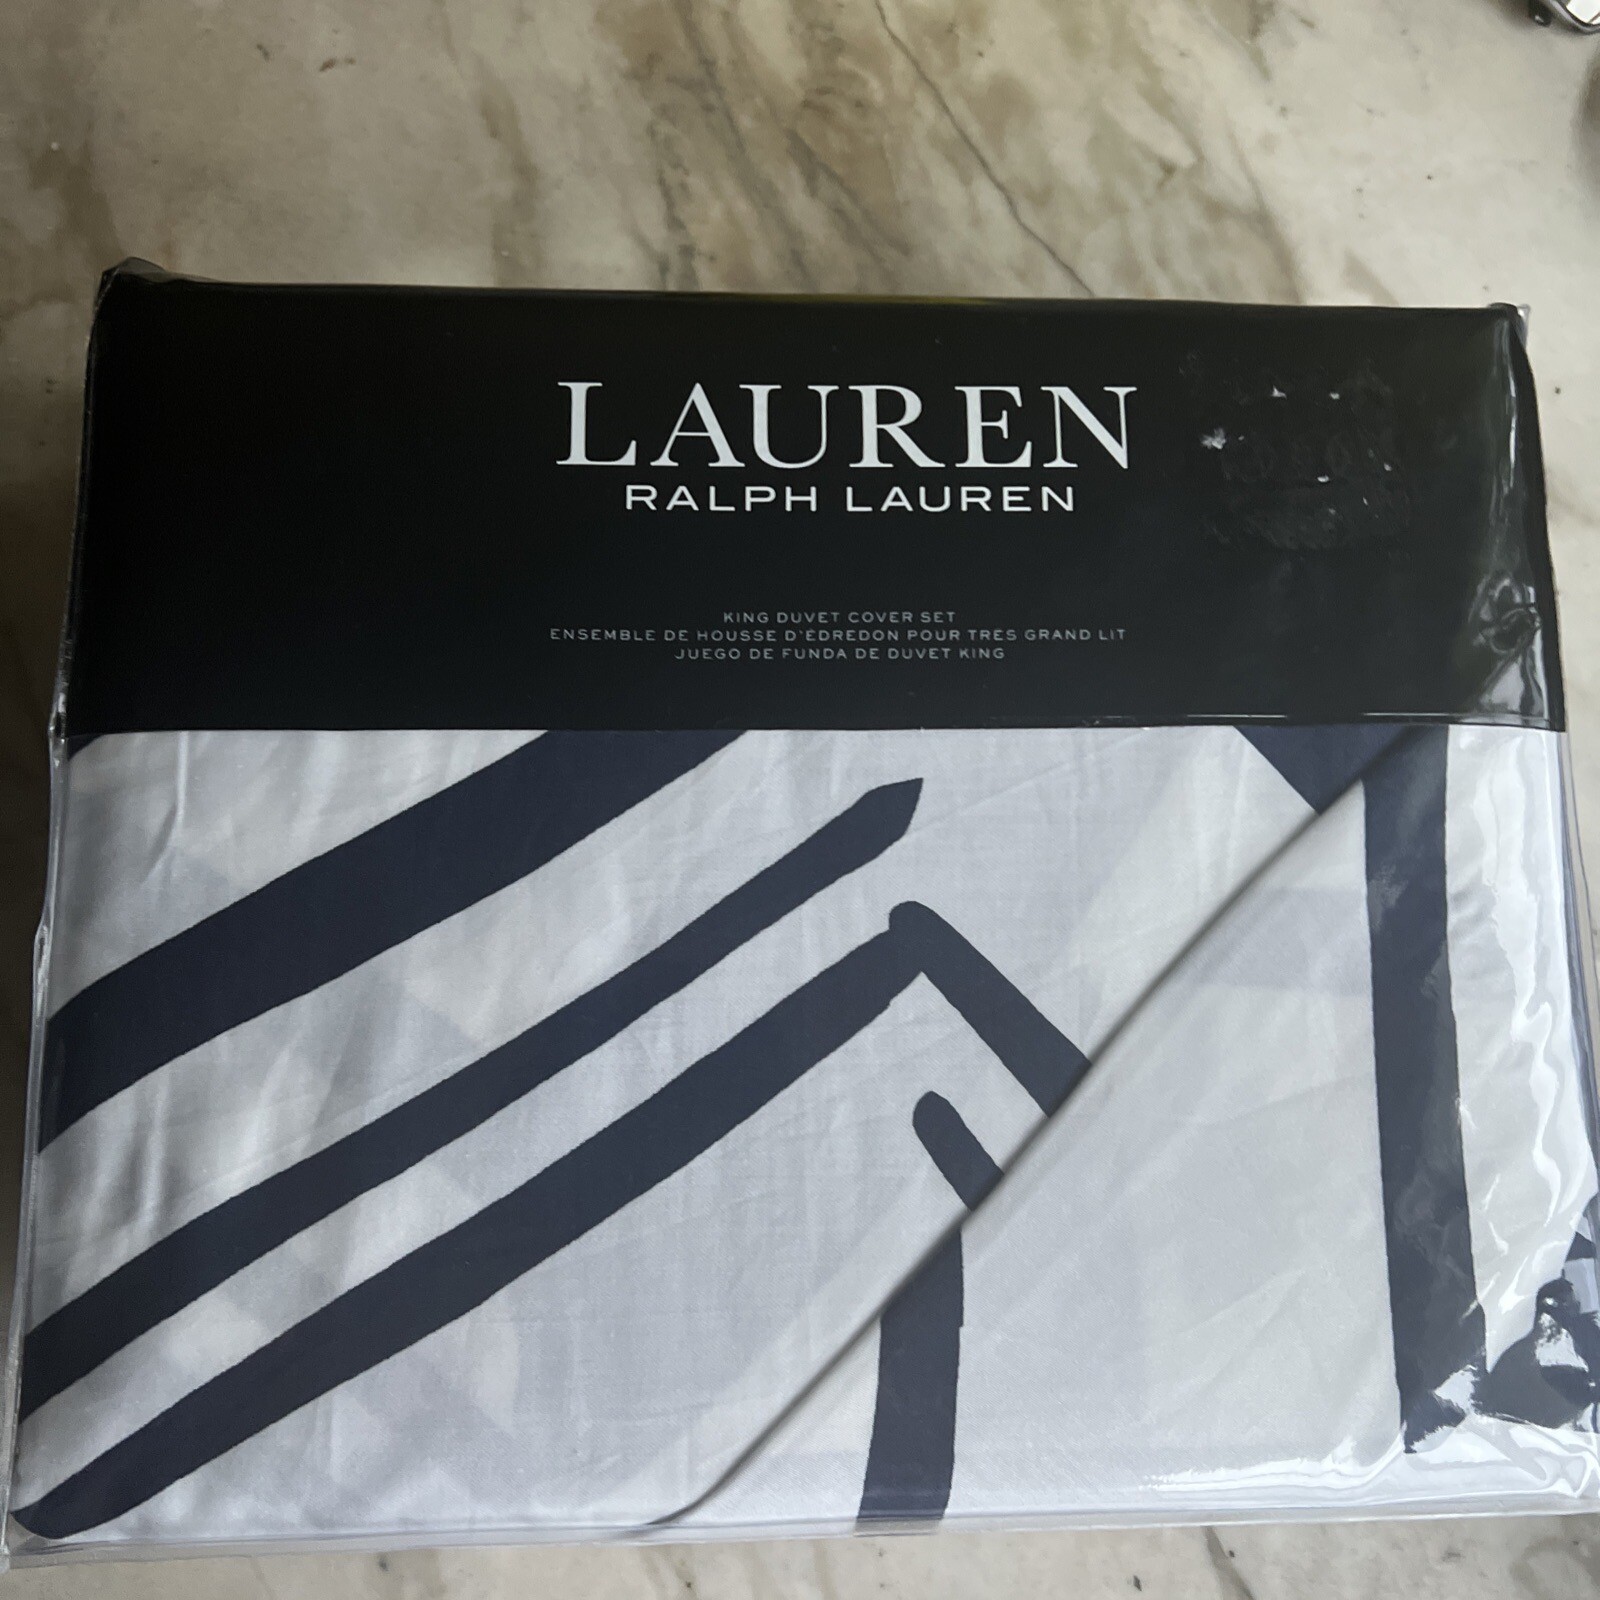 LAUREN
RALPH LAUREN
KING DUVET COVER SET
ENSEMBLE DE HOUSSE D'ÉDREDON POUR TRES GRAND LIT
JUEGO DE FUNDA DE DUVET KING